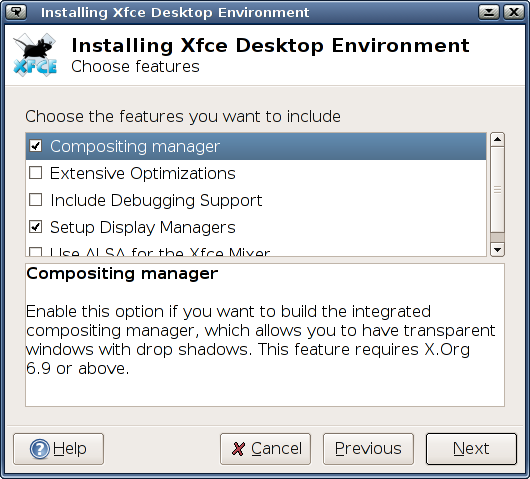 Installing Xfce Desktop Environment
XFCE
Installing Xfce Desktop Environment
Choose features
Choose the features you want to include
Compositing manager
Extensive Optimizations
Include Debugging Support
Setup Display Managers
Use ALSA for the Xfce Mixer
Compositing manager
Enable this option if you want to build the integrated
compositing manager, which allows you to have transparent
windows with drop shadows. This feature requires X.Org
6.9 or above.
Help
Cancel
Previous
Next